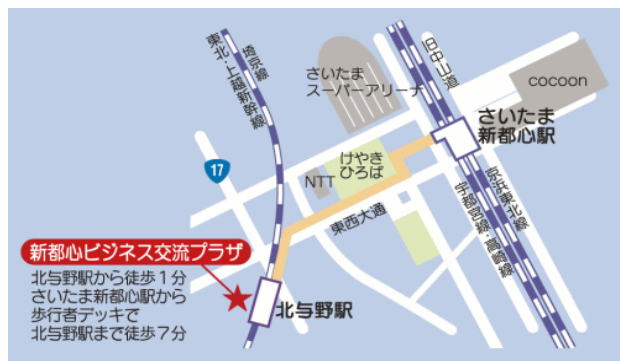 埼京線
東北・上越新幹線
さいたま
スーパーアリーナ
旧中山道
cocoon
さいたま
新都心駅
けやき
ひろば
NTT
17
東西大通
京浜東北線
宇都宮線・高崎線
新都心ビジネス交流プラザ
北与野駅から徒歩1分
さいたま新都心駅から
歩行者デッキで
北与野駅まで徒歩7分
北与野駅